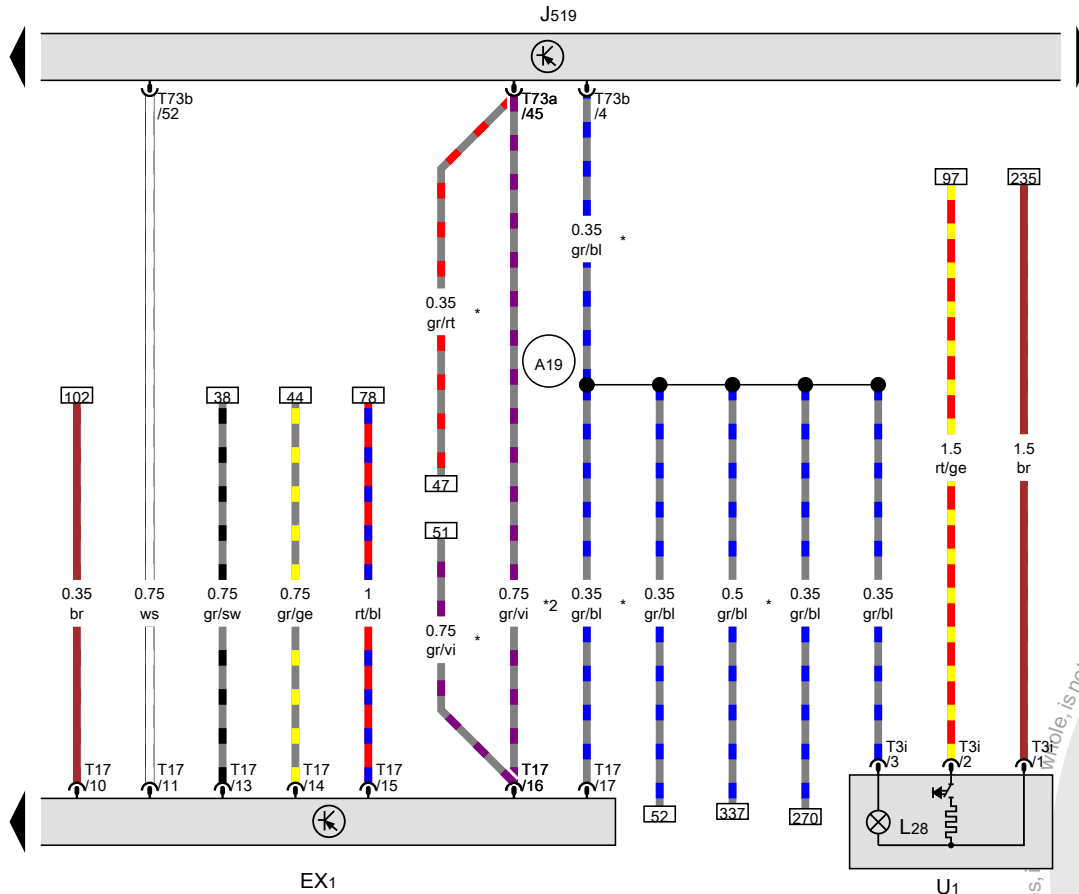 J519
T73b
/52
T73a
/45
T73b
/4
97
235
0.35
gr/bl
*
0.35
gr/rt
*
A19
102
38
44
78
1.5
rt/ge
1.5
br
47
51
0.35
br
0.75
ws
0.75
gr/sw
0.75
gr/ge
1
rt/bl
0.75
gr/vi
*
0.75
gr/vi
*2
0.35
gr/bl
*
0.35
gr/bl
0.5
gr/bl
*
0.35
gr/bl
0.35
gr/bl
T17
/10
T17
/11
T17
/13
T17
/14
T17
/15
T17
/16
T17
/17
T3i
/3
T3i
/2
T3i
/1
52
337
270
L28
EX1
U1
whole, is not